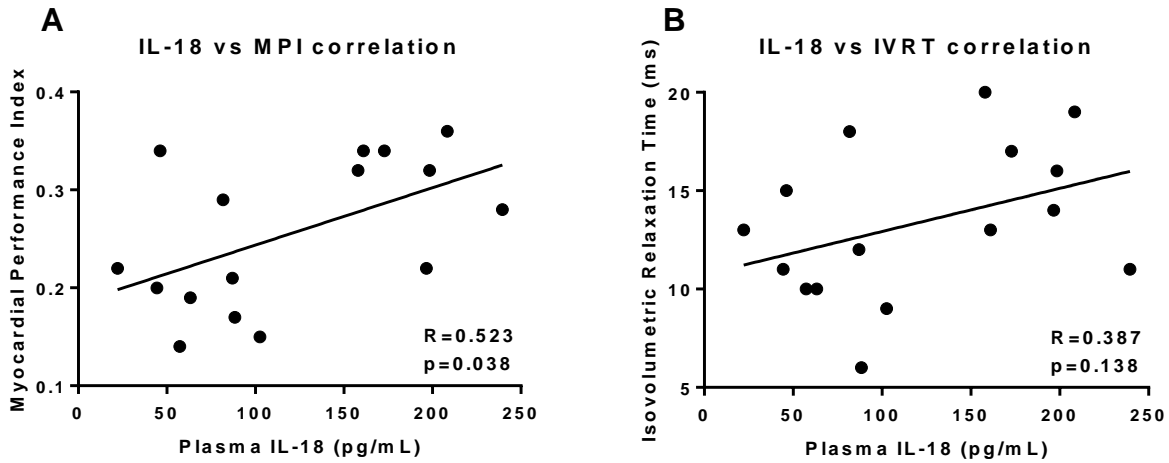 A
IL-18 vs MPI correlation
Myocardial Performance Index
0.4
0.3
0.2
0.1
R=0.523
p=0.038
0 50 100 150 200 250
Plasma IL-18 (pg/mL)
B
IL-18 vs IVRT correlation
Isovolumetric Relaxation Time (ms)
20
15
10
5
R=0.387
p=0.138
0 50 100 150 200 250
Plasma IL-18 (pg/mL)